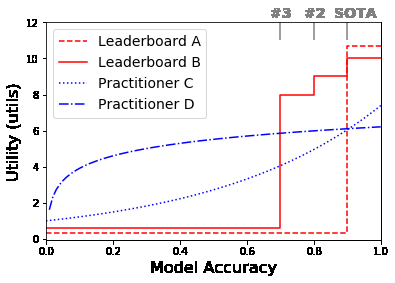 #3 #2 SOTA
Leaderboard A
Leaderboard B
Practitioner C
Practitioner D
Utility (utils)
12
10
8
6
4
2
0
0.0 0.2 0.4 0.6 0.8 1.0
Model Accuracy